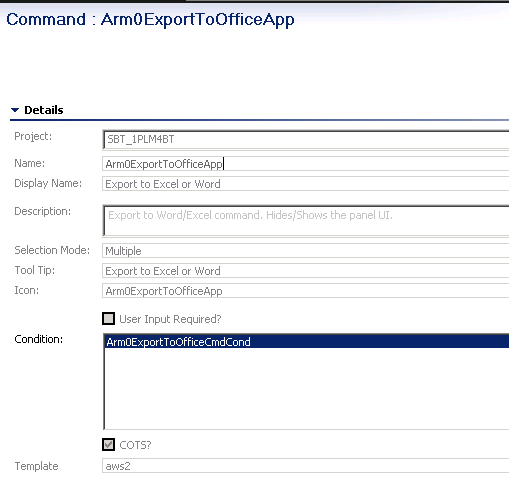 Command : Arm0ExportToOfficeApp
Details
Project: SBT_1PLM4BT
Name: Arm0ExportToOfficeApp
Display Name: Export to Excel or Word
Description: Export to Word/Excel command. Hides/Shows the panel UI.
Selection Mode: Multiple
Tool Tip: Export to Excel or Word
Icon: Arm0ExportToOfficeApp
User Input Required?
Condition: Arm0ExportToOfficeCmdCond
COTS?
Template aws2